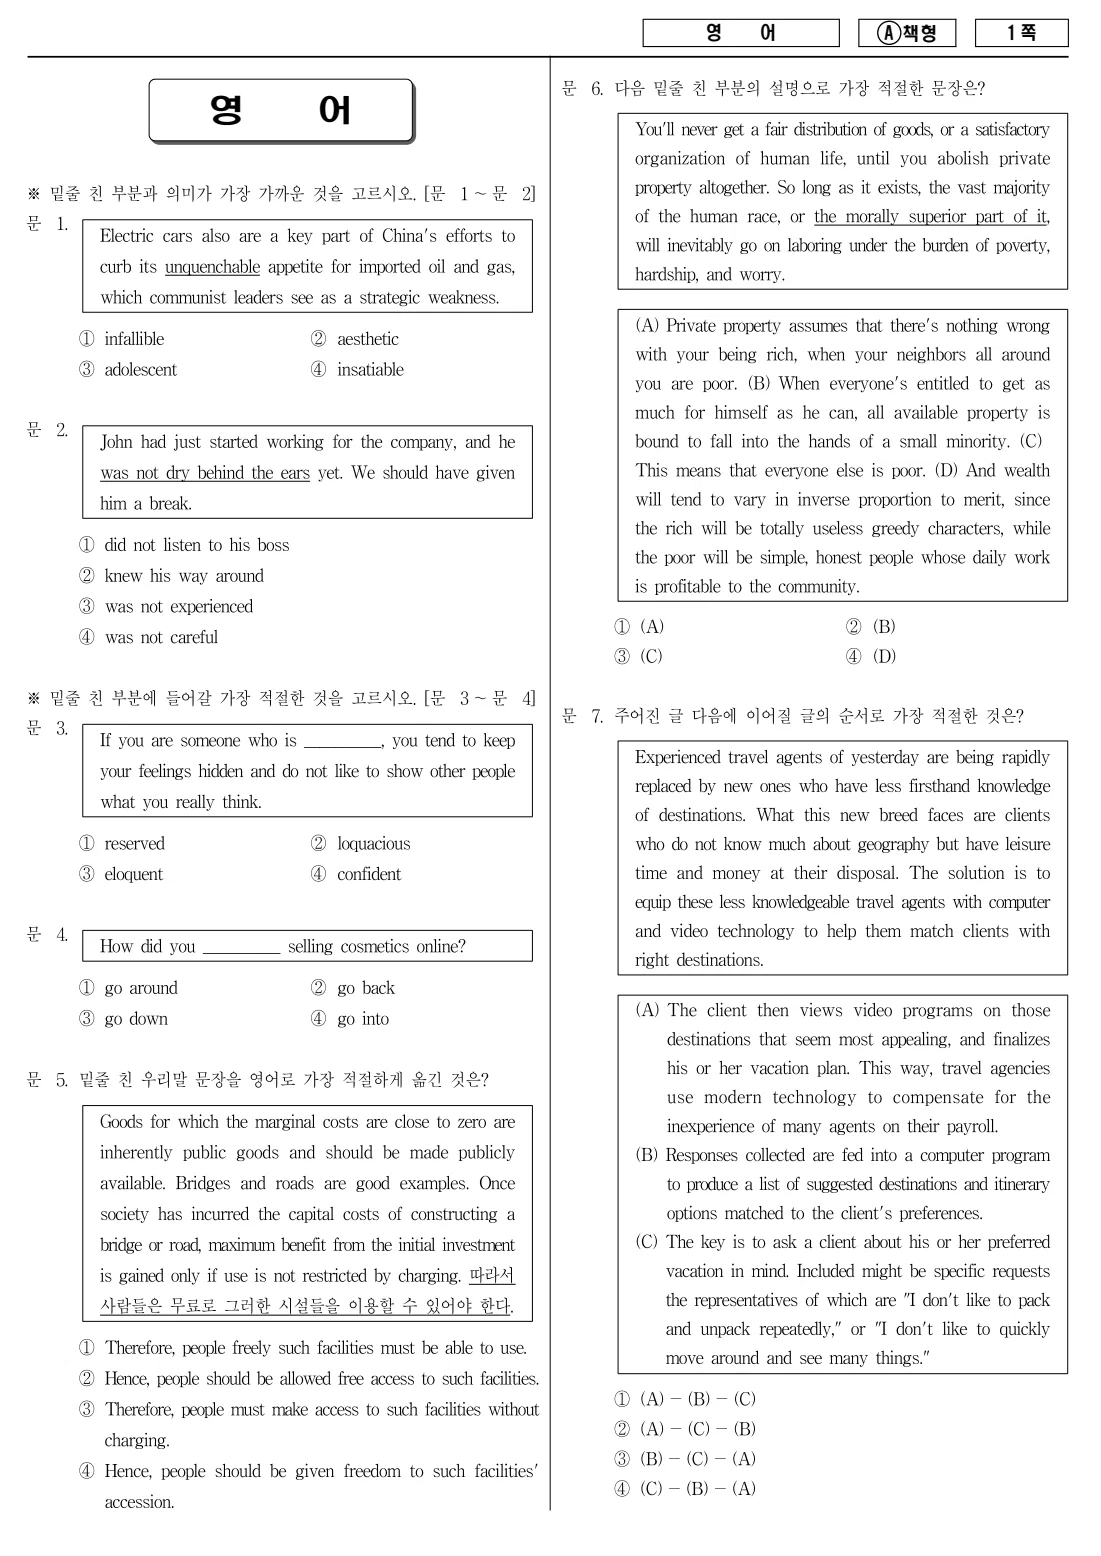 영 어
Ⓐ책형
1쪽
영 어
※ 밑줄 친 부분과 의미가 가장 가까운 것을 고르시오. [문 1 ~ 문 2]
문 1.
Electric cars also are a key part of China's efforts to
curb its unquenchable appetite for imported oil and gas,
which communist leaders see as a strategic weakness.
① infallible ② aesthetic
③ adolescent ④ insatiable
문 2.
John had just started working for the company, and he
was not dry behind the ears yet. We should have given
him a break.
① did not listen to his boss
② knew his way around
③ was not experienced
④ was not careful
※ 밑줄 친 부분에 들어갈 가장 적절한 것을 고르시오. [문 3 ~ 문 4]
문 3.
If you are someone who is _________, you tend to keep
your feelings hidden and do not like to show other people
what you really think.
① reserved ② loquacious
③ eloquent ④ confident
문 4.
How did you _________ selling cosmetics online?
① go around ② go back
③ go down ④ go into
문 5. 밑줄 친 우리말 문장을 영어로 가장 적절하게 옮긴 것은?
Goods for which the marginal costs are close to zero are
inherently public goods and should be made publicly
available. Bridges and roads are good examples. Once
society has incurred the capital costs of constructing a
bridge or road, maximum benefit from the initial investment
is gained only if use is not restricted by charging. 따라서
사람들은 무료로 그러한 시설들을 이용할 수 있어야 한다.
① Therefore, people freely such facilities must be able to use.
② Hence, people should be allowed free access to such facilities.
③ Therefore, people must make access to such facilities without
charging.
④ Hence, people should be given freedom to such facilities'
accession.
문 6. 다음 밑줄 친 부분의 설명으로 가장 적절한 문장은?
You'll never get a fair distribution of goods, or a satisfactory
organization of human life, until you abolish private
property altogether. So long as it exists, the vast majority
of the human race, or the morally superior part of it,
will inevitably go on laboring under the burden of poverty,
hardship, and worry.
(A) Private property assumes that there's nothing wrong
with your being rich, when your neighbors all around
you are poor. (B) When everyone's entitled to get as
much for himself as he can, all available property is
bound to fall into the hands of a small minority. (C)
This means that everyone else is poor. (D) And wealth
will tend to vary in inverse proportion to merit, since
the rich will be totally useless greedy characters, while
the poor will be simple, honest people whose daily work
is profitable to the community.
① (A) ② (B)
③ (C) ④ (D)
문 7. 주어진 글 다음에 이어질 글의 순서로 가장 적절한 것은?
Experienced travel agents of yesterday are being rapidly
replaced by new ones who have less firsthand knowledge
of destinations. What this new breed faces are clients
who do not know much about geography but have leisure
time and money at their disposal. The solution is to
equip these less knowledgeable travel agents with computer
and video technology to help them match clients with
right destinations.
(A) The client then views video programs on those
destinations that seem most appealing, and finalizes
his or her vacation plan. This way, travel agencies
use modern technology to compensate for the
inexperience of many agents on their payroll.
(B) Responses collected are fed into a computer program
to produce a list of suggested destinations and itinerary
options matched to the client's preferences.
(C) The key is to ask a client about his or her preferred
vacation in mind. Included might be specific requests
the representatives of which are "I don't like to pack
and unpack repeatedly," or "I don't like to quickly
move around and see many things."
① (A) - (B) - (C)
② (A) - (C) - (B)
③ (B) - (C) - (A)
④ (C) - (B) - (A)